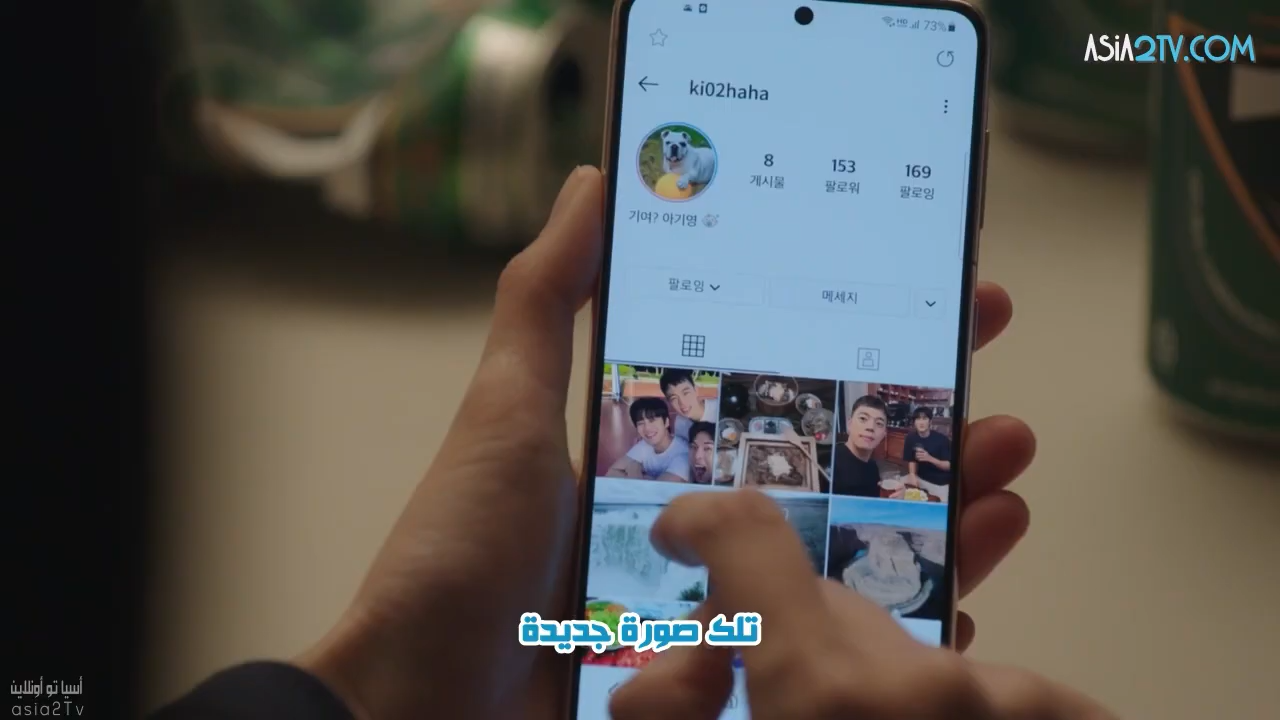 73%
ASIA2TV.COM
ki02haha
8
153
169
게시물
팔로워
팔로잉
기여? 아기영
팔로잉
메세지
تلك صورة جديدة
أسيا تو أونلاين
asia2Tv